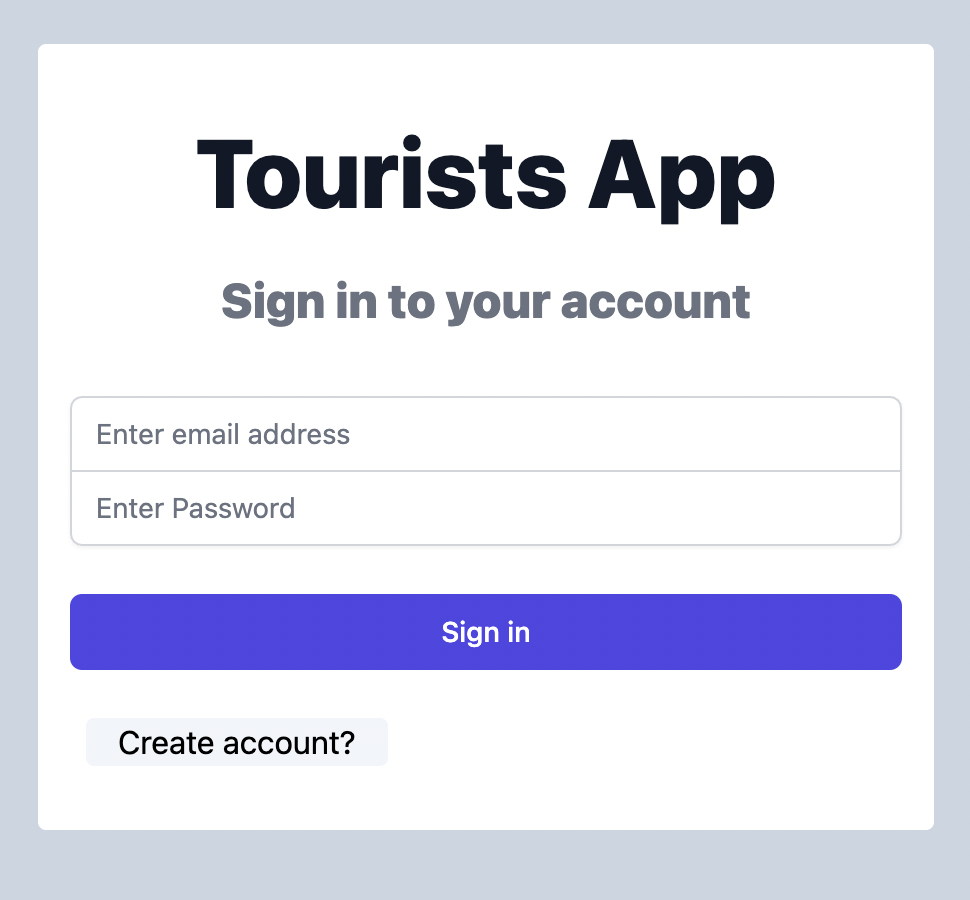 Tourists App
Sign in to your account
Enter email address
Enter Password
Sign in
Create account?